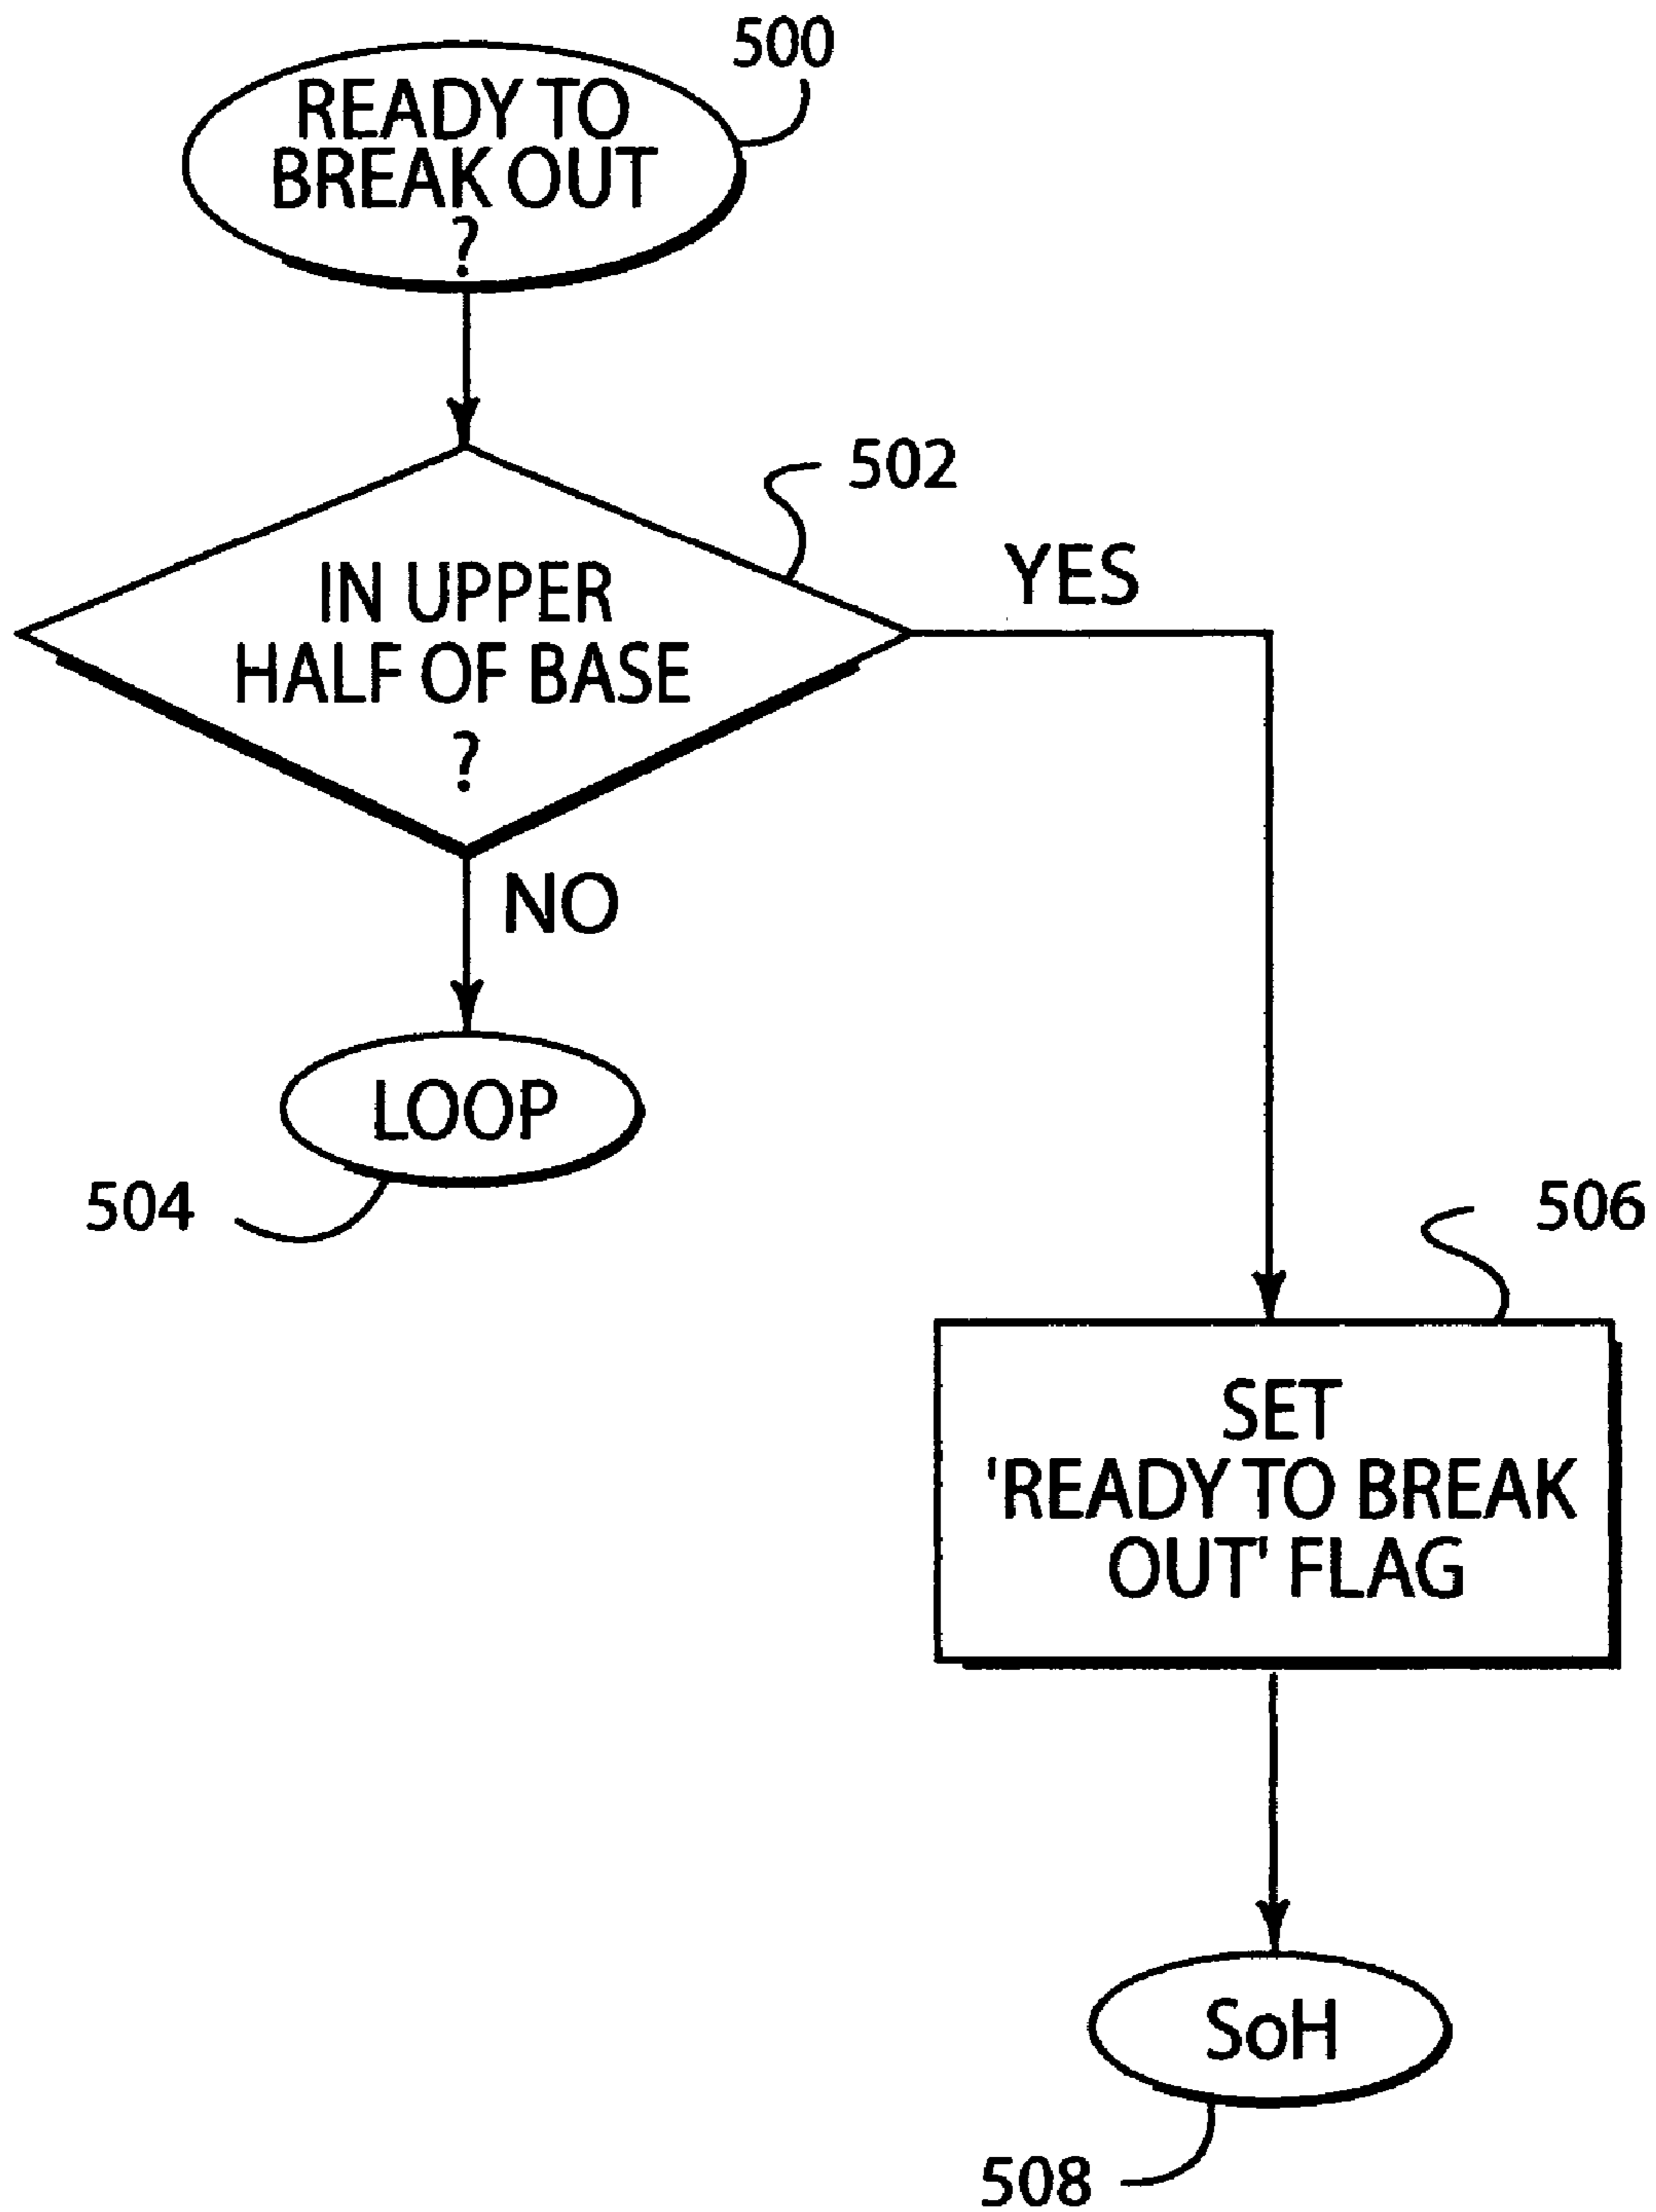 500
READY TO
BREAK OUT
?
502
IN UPPER
HALF OF BASE
?
YES
NO
LOOP
504
506
SET
'READY TO BREAK
OUT' FLAG
SoH
508